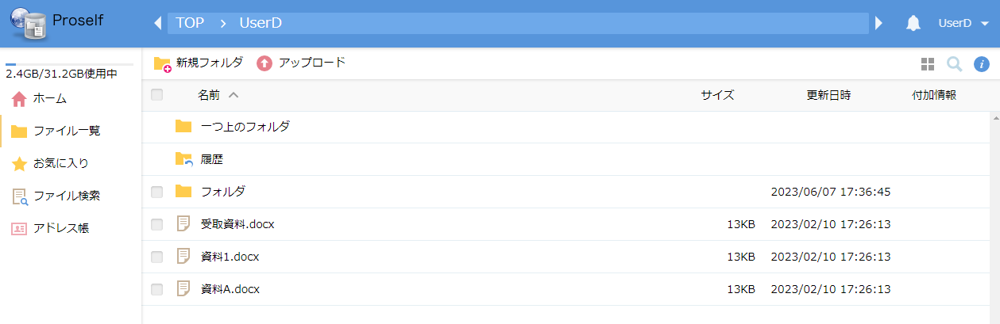 Proself
TOP > UserD
UserD
2.4GB/31.2GB使用中
ホーム
ファイル一覧
お気に入り
ファイル検索
アドレス帳
新規フォルダ アップロード
名前 サイズ 更新日時 付加情報
一つ上のフォルダ
履歴
フォルダ 2023/06/07 17:36:45
受取資料.docx 13KB 2023/02/10 17:26:13
資料1.docx 13KB 2023/02/10 17:26:13
資料A.docx 13KB 2023/02/10 17:26:13